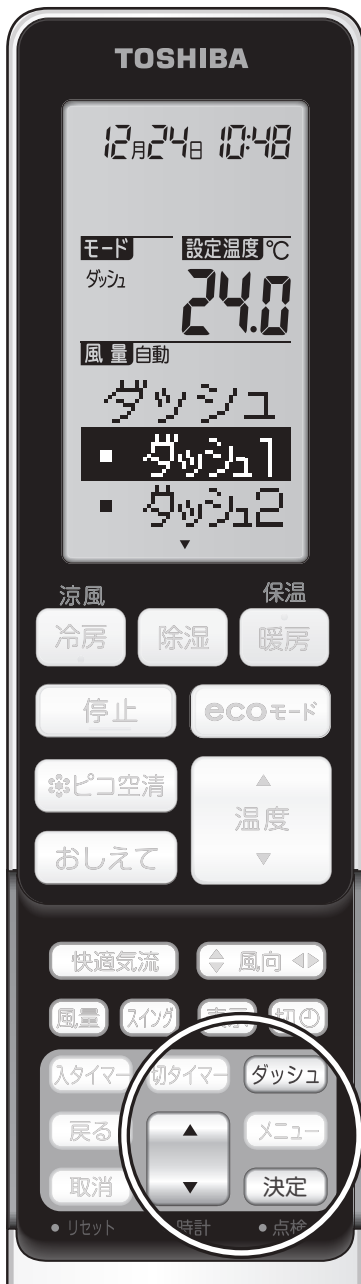 TOSHIBA
12月24日 10:48
モード 設定温度 ℃
ダッシュ 24.0
風量 自動
ダッシュ
■ ダッシュ1
■ ダッシュ2
▼
涼風 保温
冷房 除湿 暖房
停止 ecoモード
ピコ空清 ▲
温度
おしえて ▼
快適気流 風向
風量 スイング 表示 切
入タイマー 切タイマー ダッシュ
戻る ▲ メニュー
取消 ▼ 決定
● リセット 時計 ● 点検